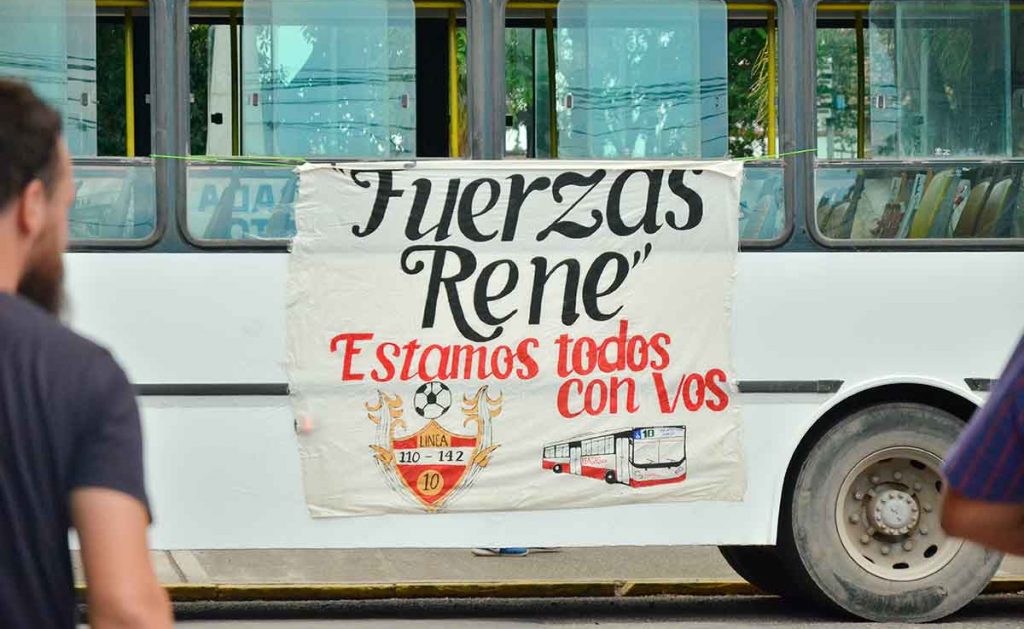 "Fuerzas
Rene"
Estamos todos
con vos
LINEA
110 - 142
10
10